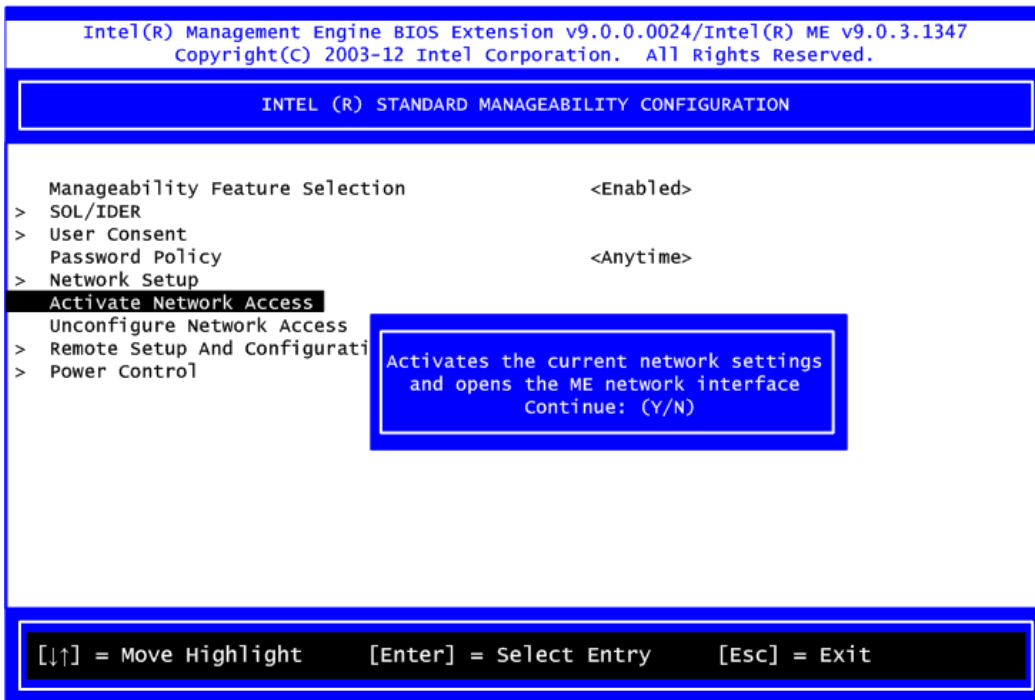 Intel(R) Management Engine BIOS Extension v9.0.0.0024/Intel(R) ME v9.0.3.1347
Copyright(C) 2003-12 Intel Corporation.  All Rights Reserved.
INTEL (R) STANDARD MANAGEABILITY CONFIGURATION
Manageability Feature Selection <Enabled>
> SOL/IDER
> User Consent
Password Policy <Anytime>
> Network Setup
Activate Network Access
Unconfigure Network Access
> Remote Setup And Configurati
> Power Control
Activates the current network settings
and opens the ME network interface
Continue: (Y/N)
[↓↑] = Move Highlight [Enter] = Select Entry [Esc] = Exit